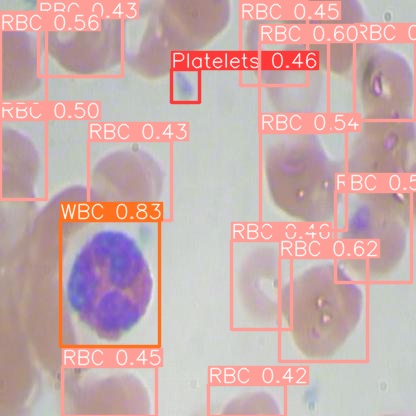 RBC 0.43
RBC 0.45
RBC 0.56
RBC 0.60
RBC
Platelets 0.46
RBC 0.50
RBC 0.54
RBC 0.43
WBC 0.83
RBC 0.62
RBC 0.45
RBC 0.42